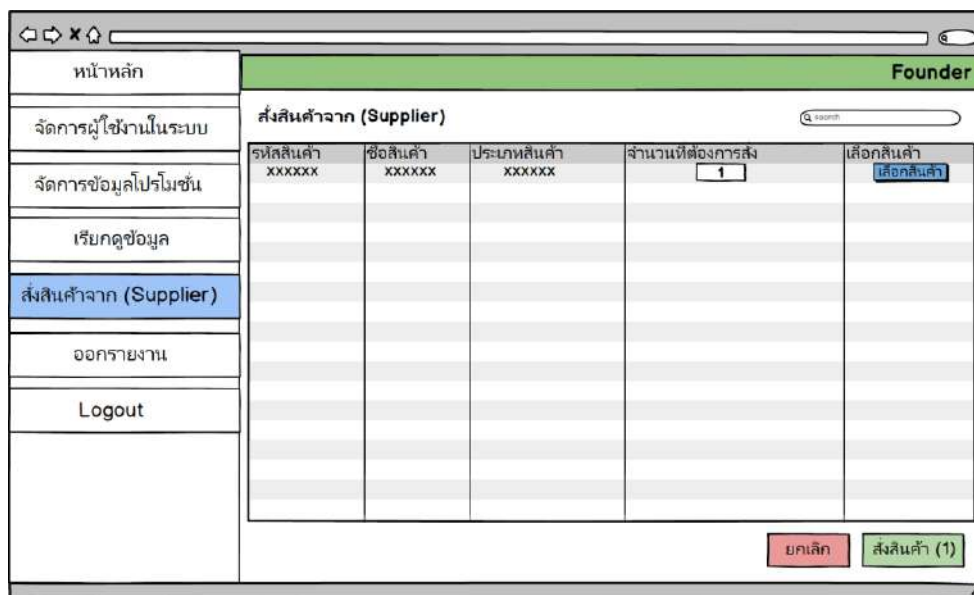 หน้าหลัก
Founder
จัดการผู้ใช้งานในระบบ
สั่งสินค้าจาก (Supplier)
search
รหัสสินค้า ชื่อสินค้า ประเภทสินค้า จำนวนที่ต้องการสั่ง เลือกสินค้า
xxxxxx xxxxxx xxxxxx 1 เลือกสินค้า
จัดการข้อมูลโปรโมชั่น
เรียกดูข้อมูล
สั่งสินค้าจาก (Supplier)
ออกรายงาน
Logout
ยกเลิก สั่งสินค้า (1)